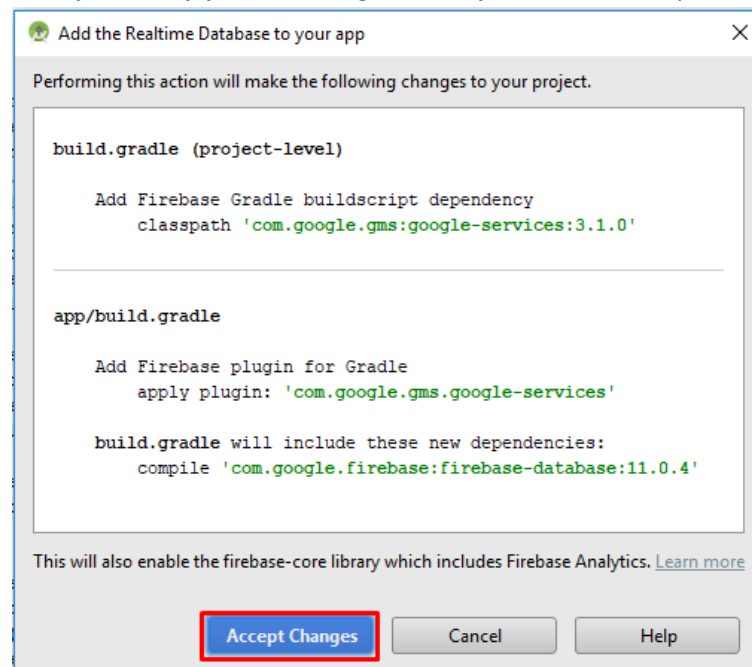 Add the Realtime Database to your app
Performing this action will make the following changes to your project.
build.gradle (project-level)
Add Firebase Gradle buildscript dependency
classpath 'com.google.gms:google-services:3.1.0'
app/build.gradle
Add Firebase plugin for Gradle
apply plugin: 'com.google.gms.google-services'
build.gradle will include these new dependencies:
compile 'com.google.firebase:firebase-database:11.0.4'
This will also enable the firebase-core library which includes Firebase Analytics. Learn more
Accept Changes Cancel Help